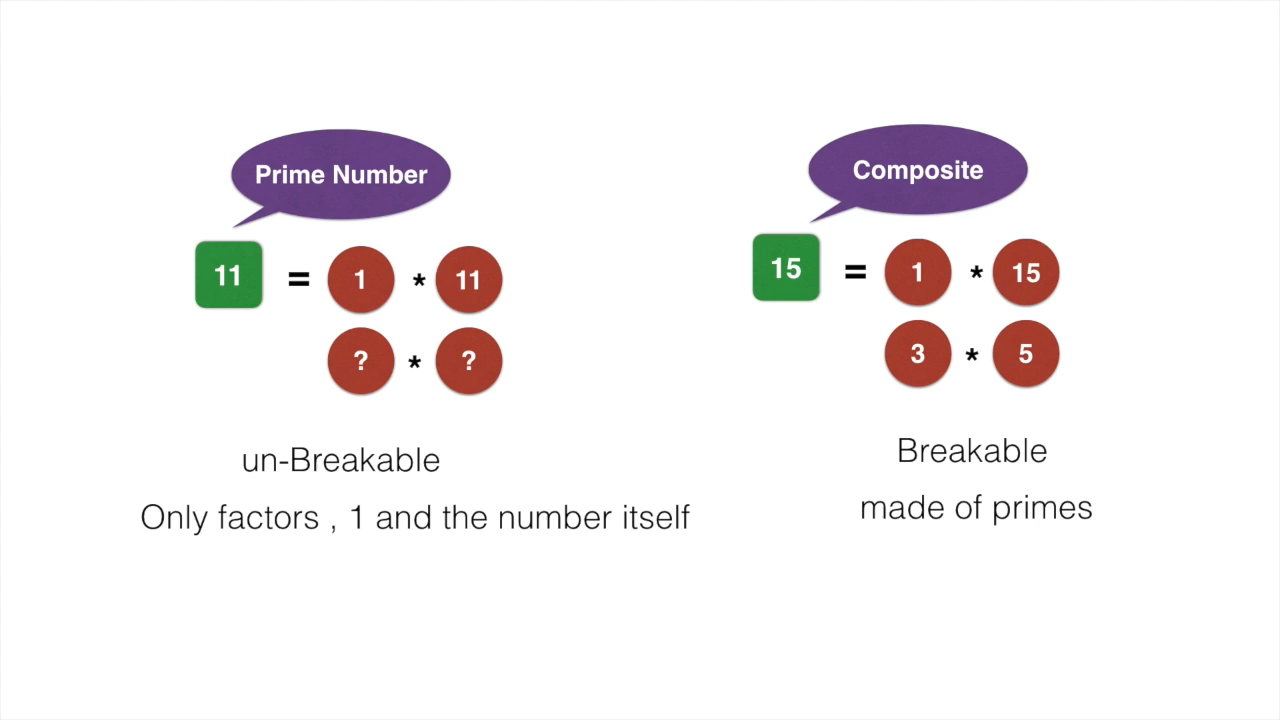 Prime Number
11 = 1 * 11
? * ?
un-Breakable
Only factors , 1 and the number itself
Composite
15 = 1 * 15
3 * 5
Breakable
made of primes